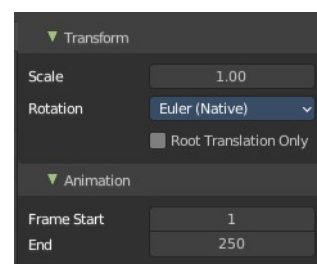 Transform
Scale 1.00
Rotation Euler (Native)
Root Translation Only
Animation
Frame Start 1
End 250